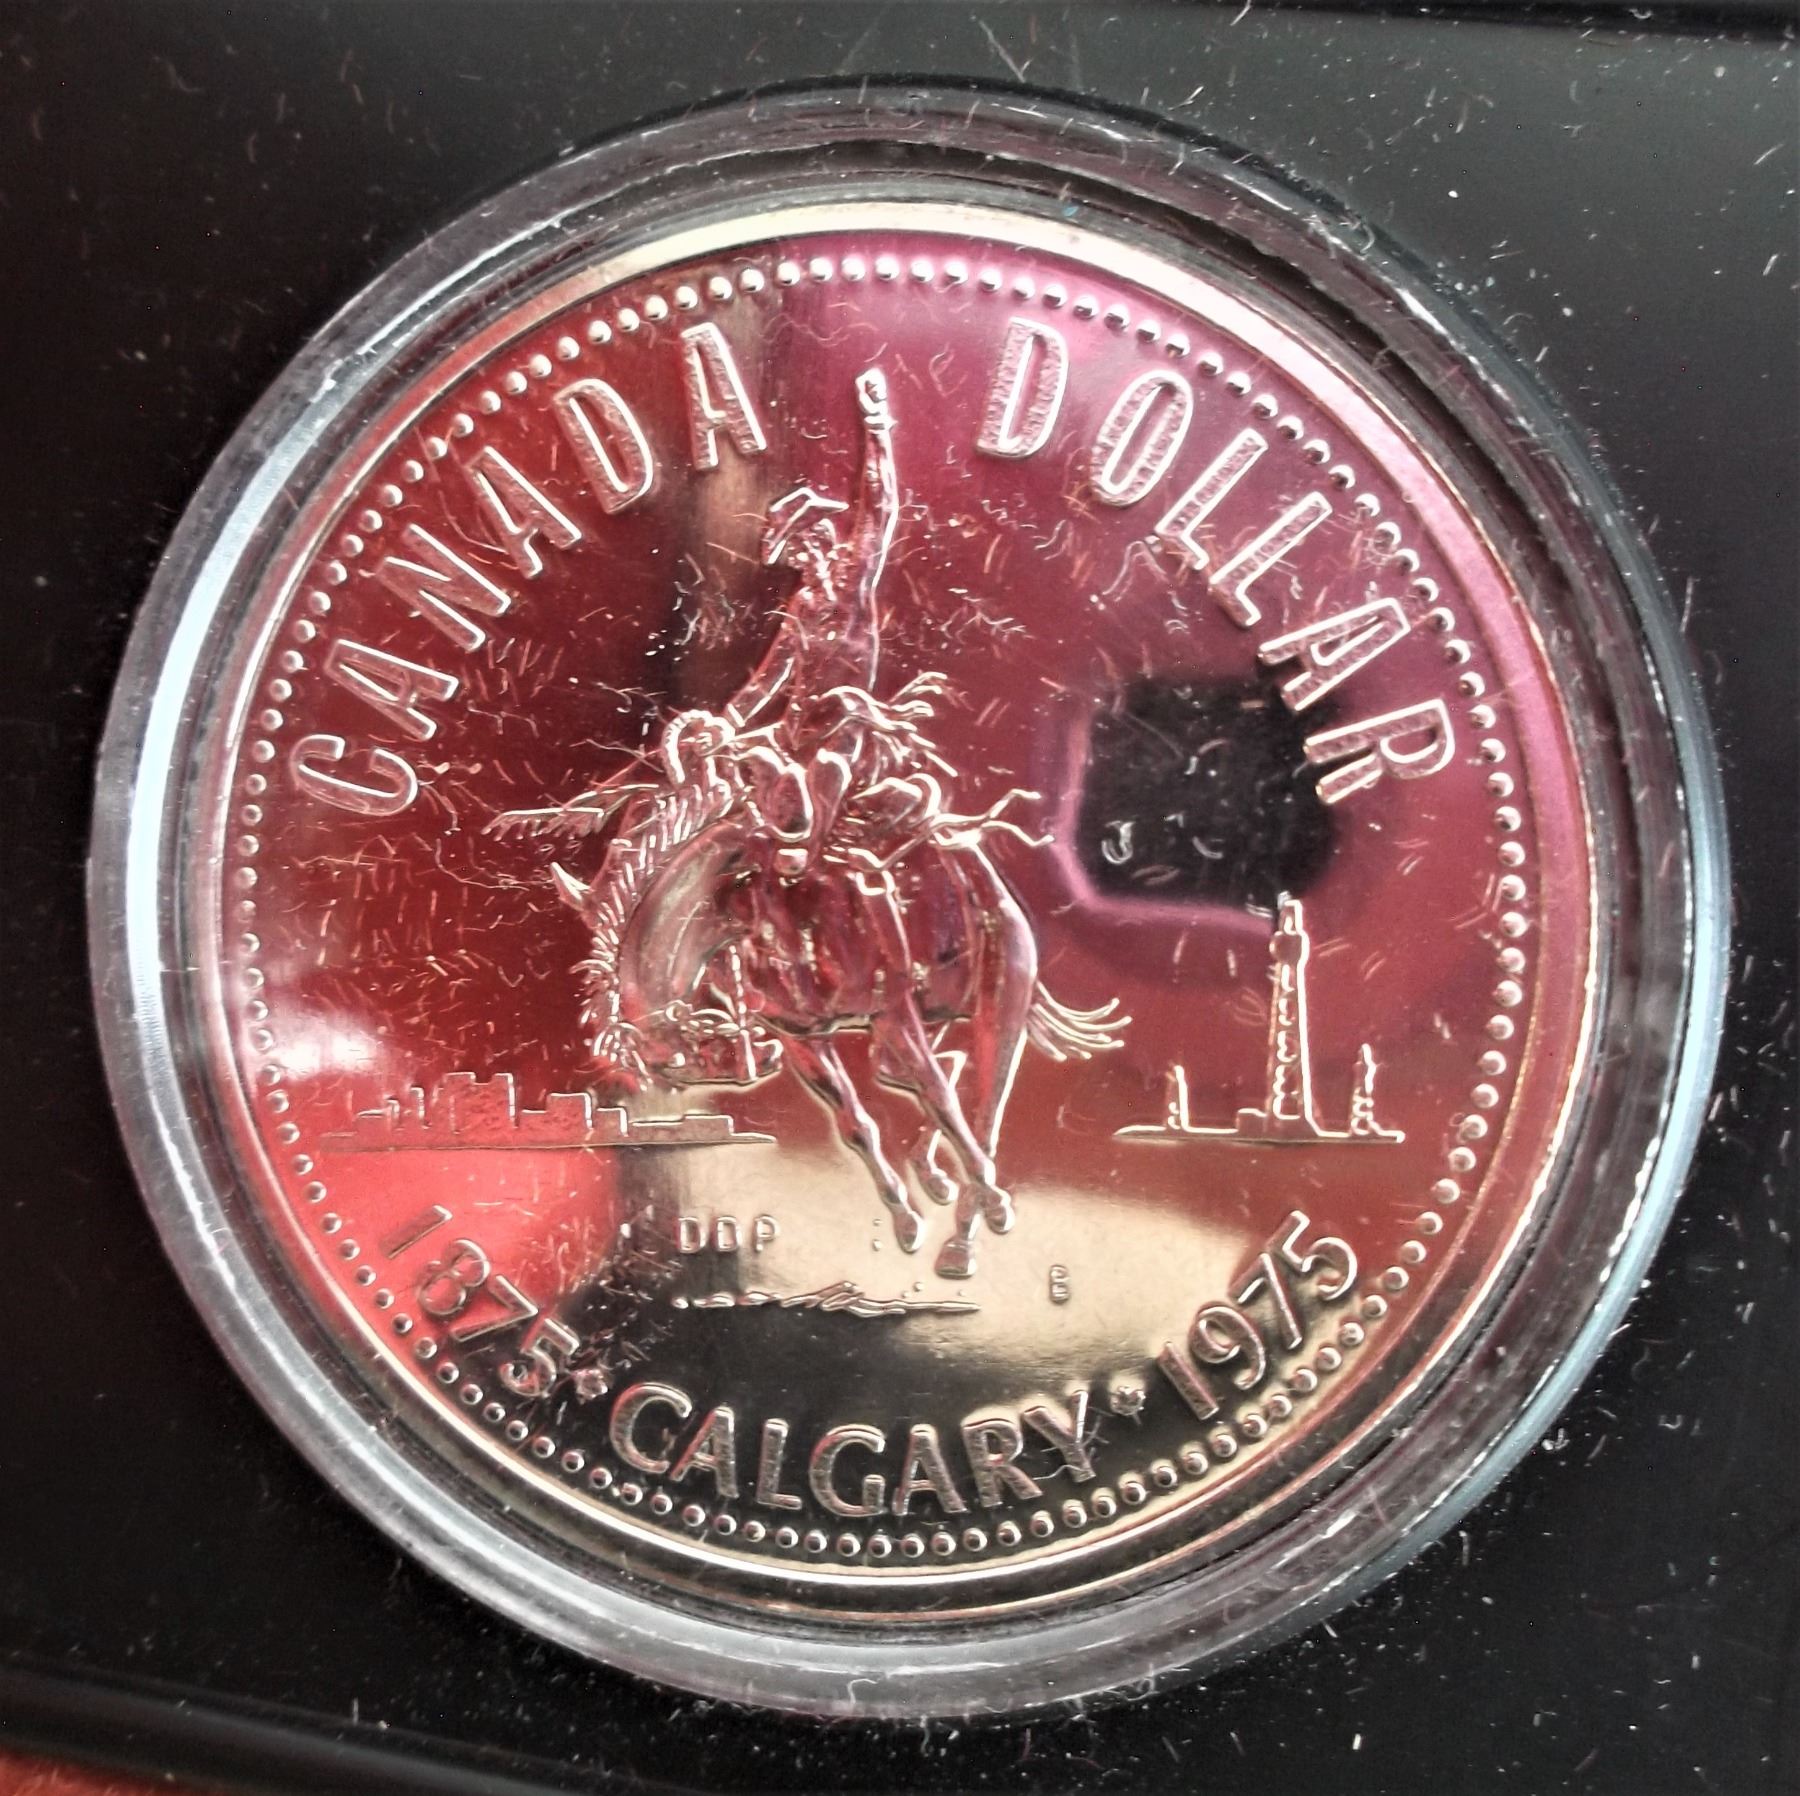 CANADA DOLLAR
DDP
1875 • CALGARY • 1975